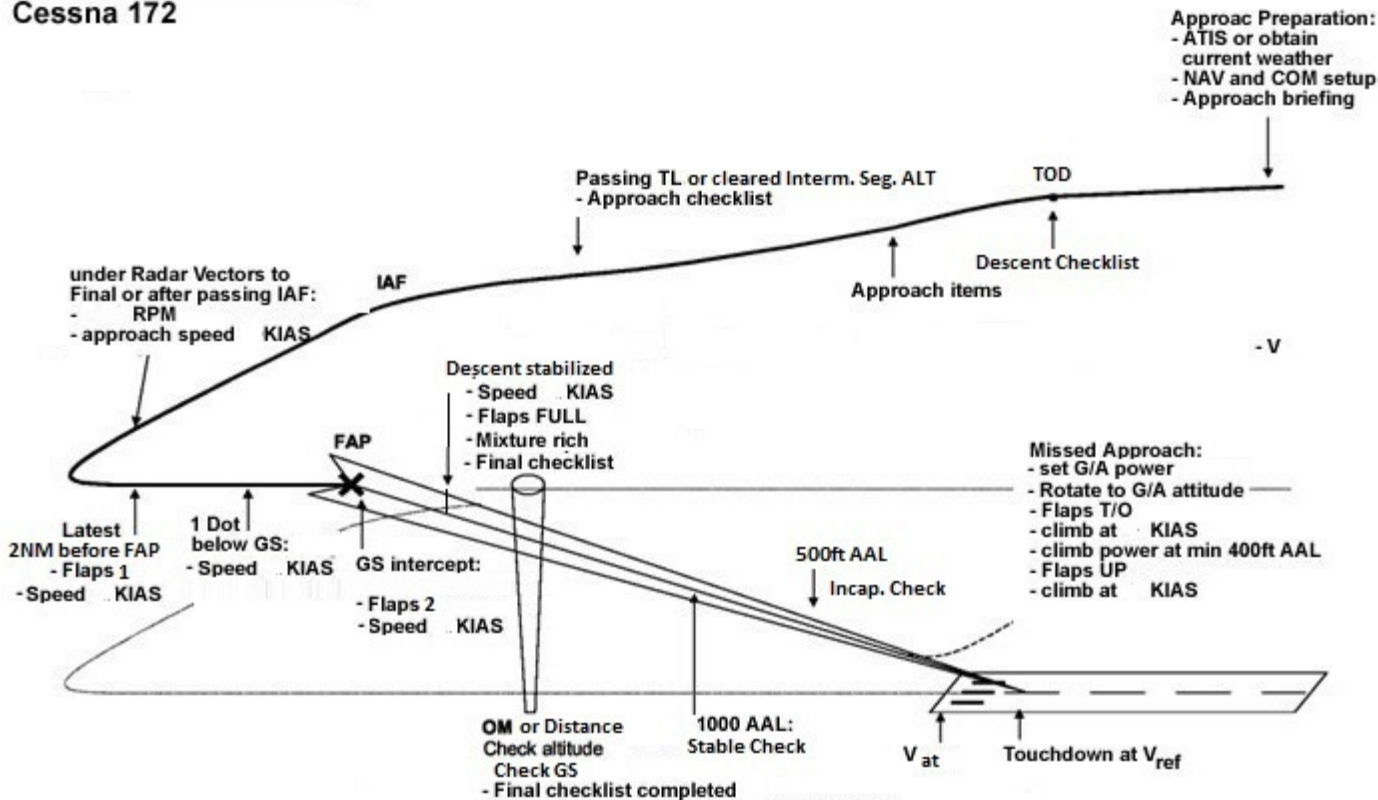 Cessna 172
Approac Preparation:
- ATIS or obtain
current weather
- NAV and COM setup
- Approach briefing
TOD
Descent Checklist
Approach items
Passing TL or cleared Interm. Seg. ALT
- Approach checklist
IAF
under Radar Vectors to
Final or after passing IAF:
- RPM
- approach speed KIAS
- V
Descent stabilized
- Speed .. KIAS
- Flaps FULL
- Mixture rich
- Final checklist
FAP
Latest
2NM before FAP
- Flaps 1
- Speed .. KIAS
1 Dot
below GS:
- Speed .. KIAS
GS intercept:
- Flaps 2
- Speed .. KIAS
OM or Distance
Check altitude
Check GS
- Final checklist completed
1000 AAL:
Stable Check
500ft AAL
Incap. Check
Missed Approach:
- set G/A power
- Rotate to G/A attitude
- Flaps T/O
- climb at KIAS
- climb power at min 400ft AAL
- Flaps UP
- climb at KIAS
V at
Touchdown at Vref